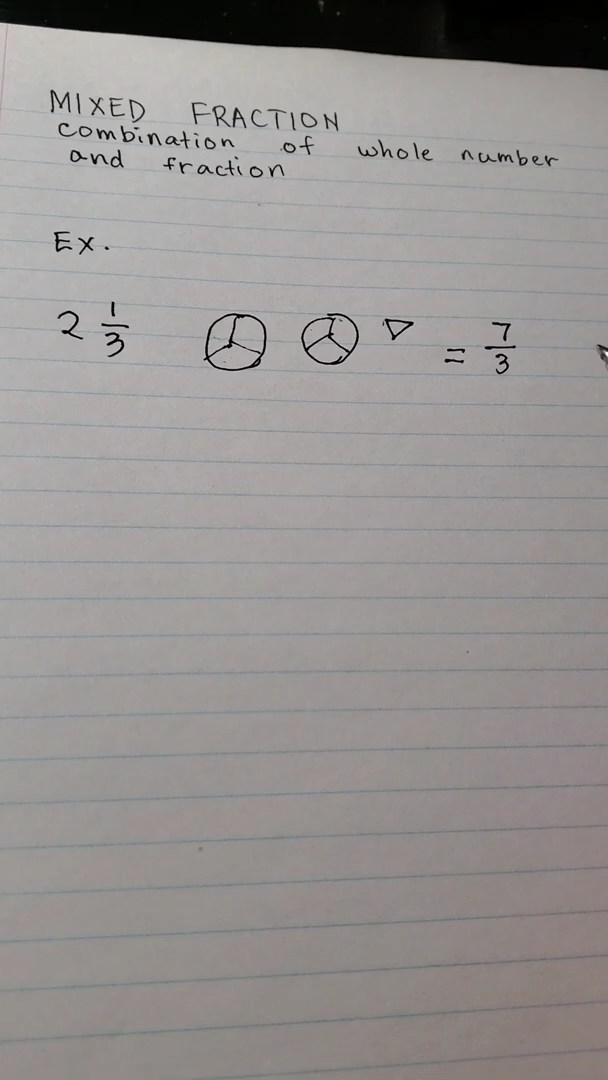 MIXED FRACTION
combination of whole number
and fraction
Ex.
2 1/3 = 7/3